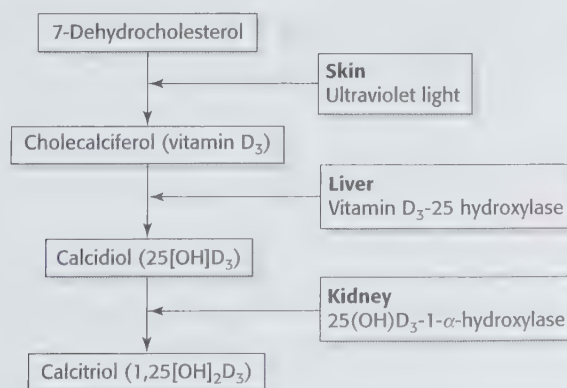 7-Dehydrocholesterol
Skin
Ultraviolet light
Cholecalciferol (vitamin D₃)
Liver
Vitamin D₃-25 hydroxylase
Calcidiol (25[OH]D₃)
Kidney
25(OH)D₃-1-α-hydroxylase
Calcitriol (1,25[OH]₂D₃)